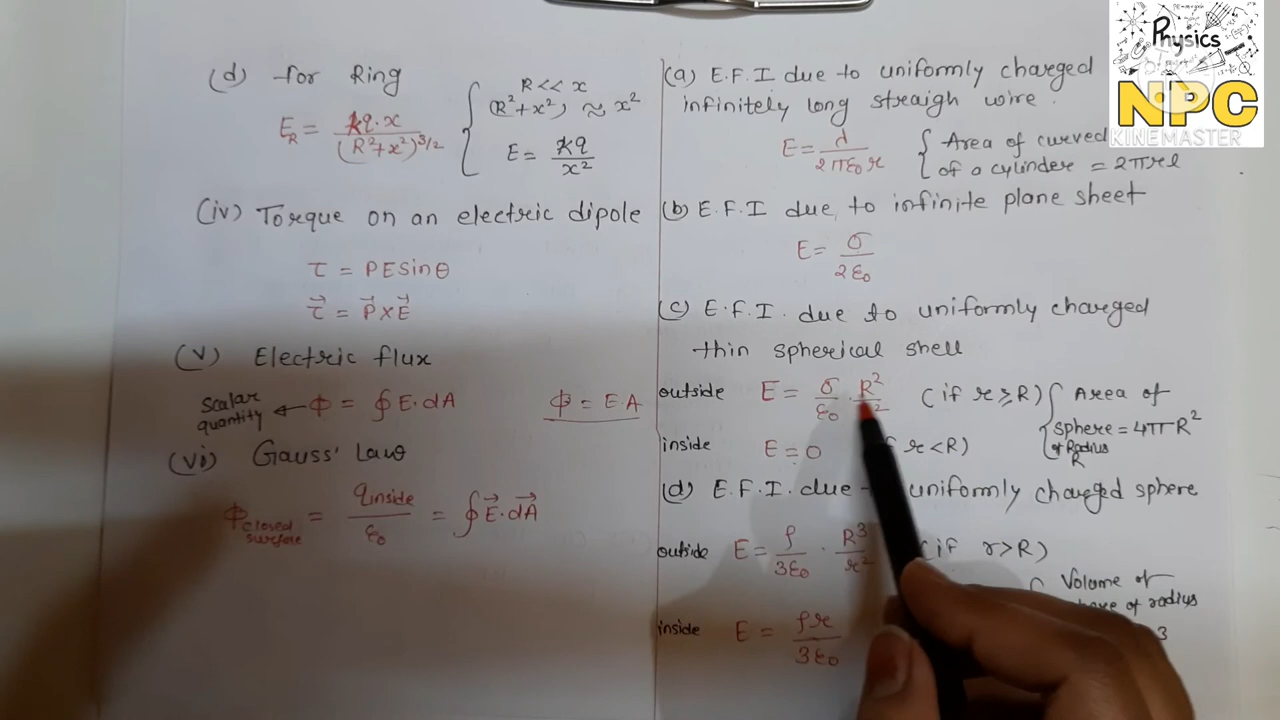 (d) for Ring
E_R = kq.x / (R²+x²)^3/2
R << x
(R²+x²) ≈ x²
E = kq / x²
(iv) Torque on an electric dipole
τ = PE sinθ
τ⃗ = P⃗ × E⃗
(v) Electric flux
scalar quantity ← Φ = ∮ E.dA
Φ = E.A
(vi) Gauss' Law
Φ closed surface = q inside / ε₀ = ∮ E⃗.dA⃗
(a) E.F.I due to uniformly charged
infinitely long straigh wire.
E = λ / 2πε₀r
Area of curved
of a cylinder = 2πrl
(b) E.F.I due to infinite plane sheet
E = σ / 2ε₀
(c) E.F.I. due to uniformly charged
thin spherical shell
outside E = σ/ε₀ . R² (if r ≥ R)
Area of
sphere = 4πR²
of Radius
R
inside E = 0 r < R)
(d) E.F.I. due uniformly charged sphere
outside E = ρ/3ε₀ . R³/r² (if r > R)
Volume of
of radius
3
inside E = ρr / 3ε₀
Physics
NPC
KINEMASTER